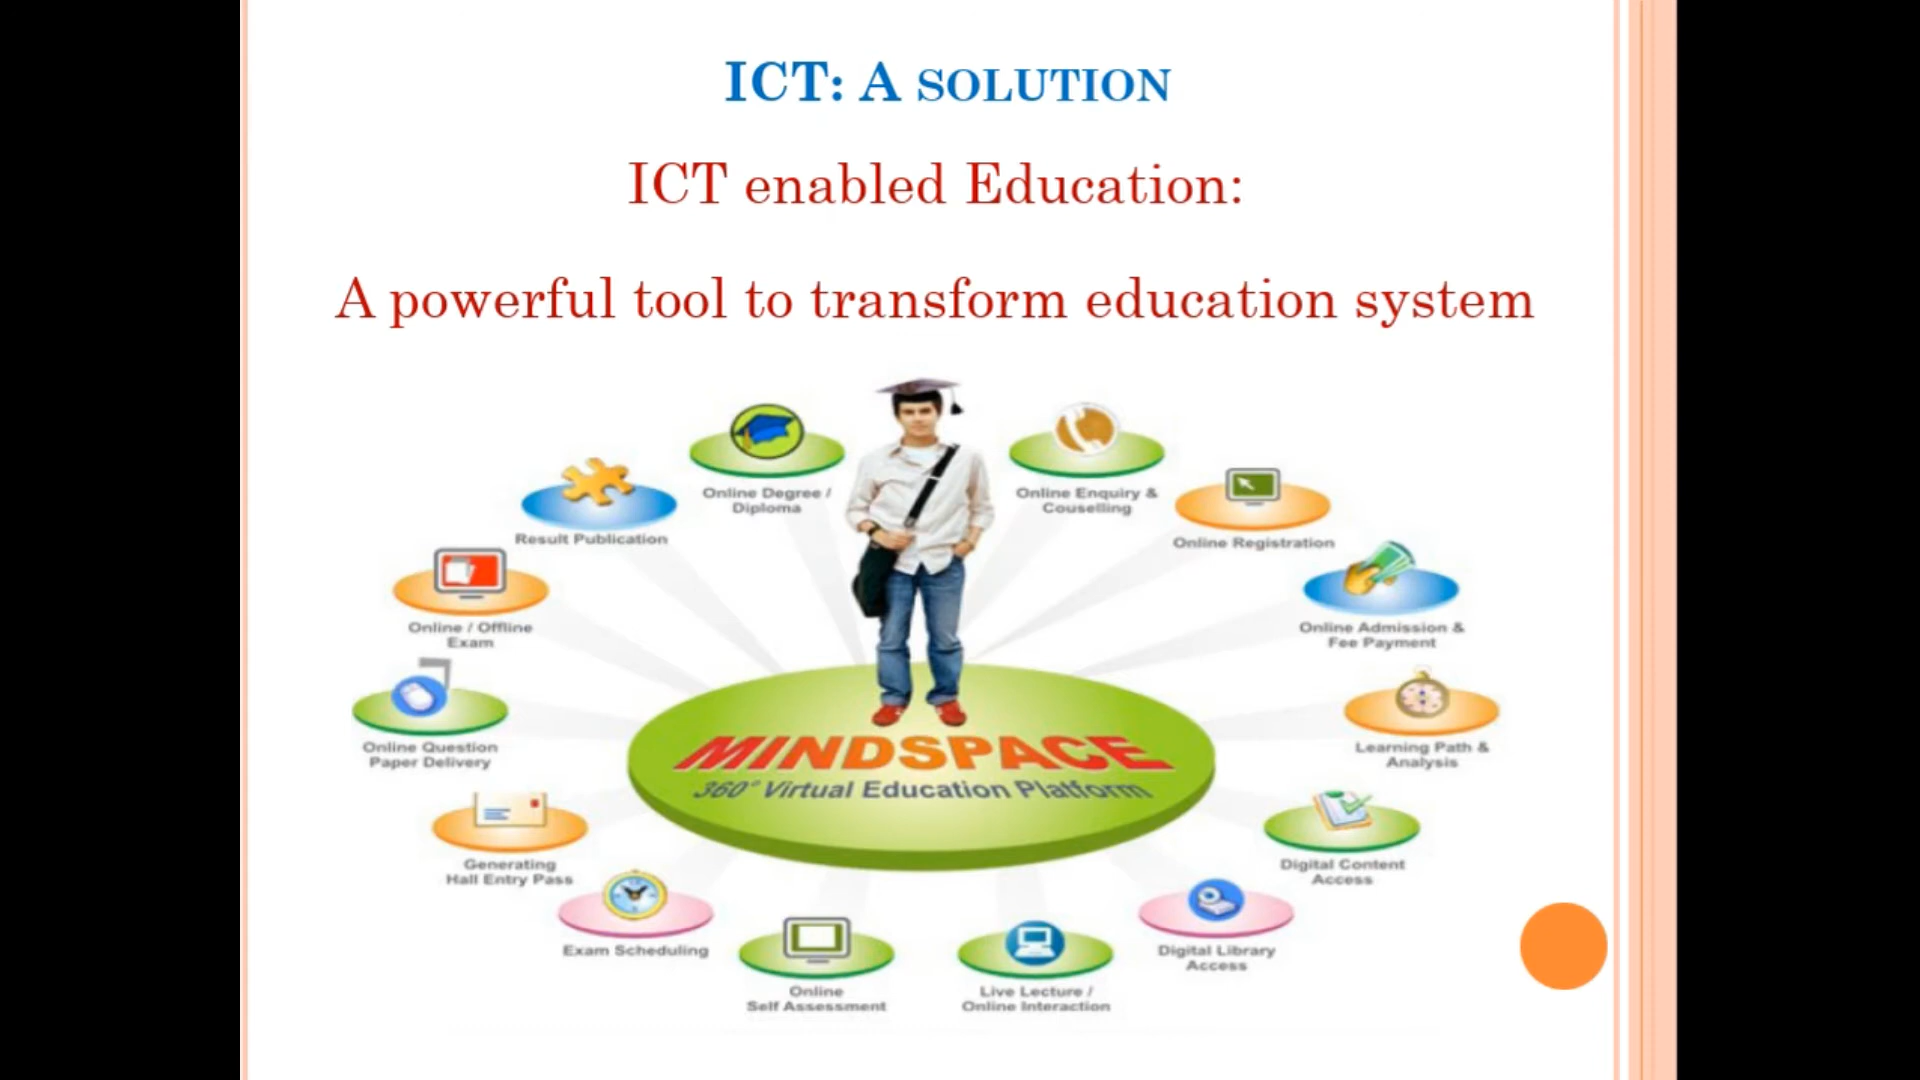 ICT: A SOLUTION
ICT enabled Education:
A powerful tool to transform education system
Online Degree /
Diploma
Online Enquiry &
Couselling
Result Publication
Online Registration
Online / Offline
Exam
Online Admission &
Fee Payment
Online Question
Paper Delivery
MINDSPACE
360° Virtual Education Platform
Learning Path &
Analysis
Generating
Hall Entry Pass
Digital Content
Access
Exam Scheduling
Digital Library
Access
Online
Self Assessment
Live Lecture /
Online Interaction